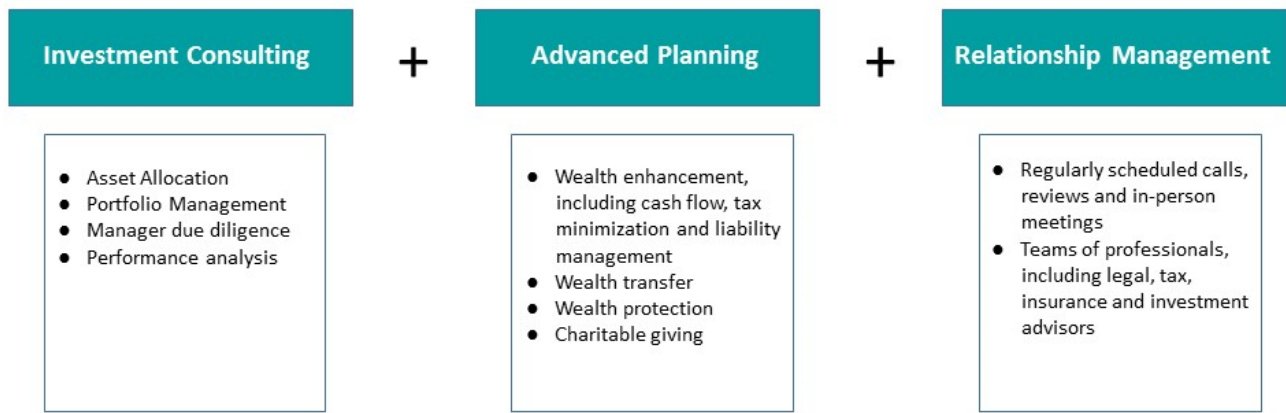 Investment Consulting
+
Advanced Planning
+
Relationship Management
● Asset Allocation
● Portfolio Management
● Manager due diligence
● Performance analysis
● Wealth enhancement,
including cash flow, tax
minimization and liability
management
● Wealth transfer
● Wealth protection
● Charitable giving
● Regularly scheduled calls,
reviews and in-person
meetings
● Teams of professionals,
including legal, tax,
insurance and investment
advisors